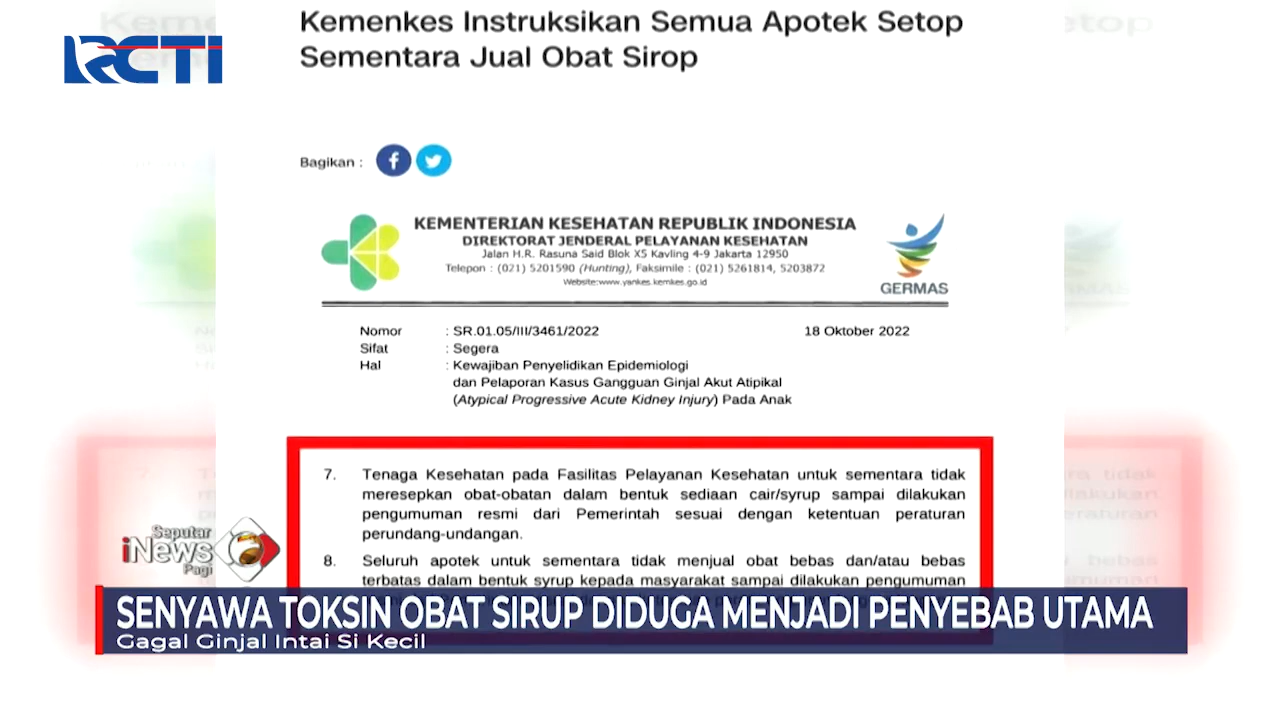 Kemenkes Instruksikan Semua Apotek Setop
Sementara Jual Obat Sirop
RCTI
Bagikan :
KEMENTERIAN KESEHATAN REPUBLIK INDONESIA
DIREKTORAT JENDERAL PELAYANAN KESEHATAN
Jalan H.R. Rasuna Said Blok X5 Kavling 4-9 Jakarta 12950
Telepon : (021) 5201590 (Hunting), Faksimile : (021) 5261814, 5203872
Website:www.yankes.kemkes.go.id
GERMAS
Nomor : SR.01.05/III/3461/2022 18 Oktober 2022
Sifat : Segera
Hal : Kewajiban Penyelidikan Epidemiologi
dan Pelaporan Kasus Gangguan Ginjal Akut Atipikal
(Atypical Progressive Acute Kidney Injury) Pada Anak
7. Tenaga Kesehatan pada Fasilitas Pelayanan Kesehatan untuk sementara tidak
meresepkan obat-obatan dalam bentuk sediaan cair/syrup sampai dilakukan
pengumuman resmi dari Pemerintah sesuai dengan ketentuan peraturan
perundang-undangan.
8. Seluruh apotek untuk sementara tidak menjual obat bebas dan/atau bebas
terbatas dalam bentuk syrup kepada masyarakat sampai dilakukan pengumuman
Seputar
iNews
Pagi
SENYAWA TOKSIN OBAT SIRUP DIDUGA MENJADI PENYEBAB UTAMA
Gagal Ginjal Intai Si Kecil